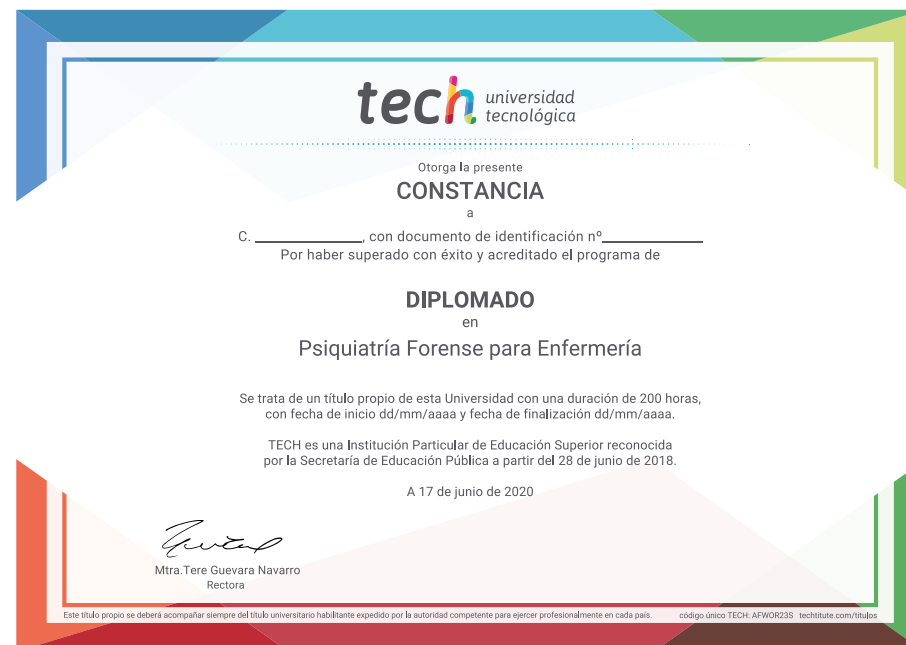 tech universidad
tecnológica
Otorga la presente
CONSTANCIA
a
C. ____________, con documento de identificación nº____________
Por haber superado con éxito y acreditado el programa de
DIPLOMADO
en
Psiquiatría Forense para Enfermería
Se trata de un título propio de esta Universidad con una duración de 200 horas,
con fecha de inicio dd/mm/aaaa y fecha de finalización dd/mm/aaaa.
TECH es una Institución Particular de Educación Superior reconocida
por la Secretaría de Educación Pública a partir del 28 de junio de 2018.
A 17 de junio de 2020
Mtra.Tere Guevara Navarro
Rectora
Este título propio se deberá acompañar siempre del título universitario habilitante expedido por la autoridad competente para ejercer profesionalmente en cada país. código único TECH: AFWOR23S techtitute.com/titulos